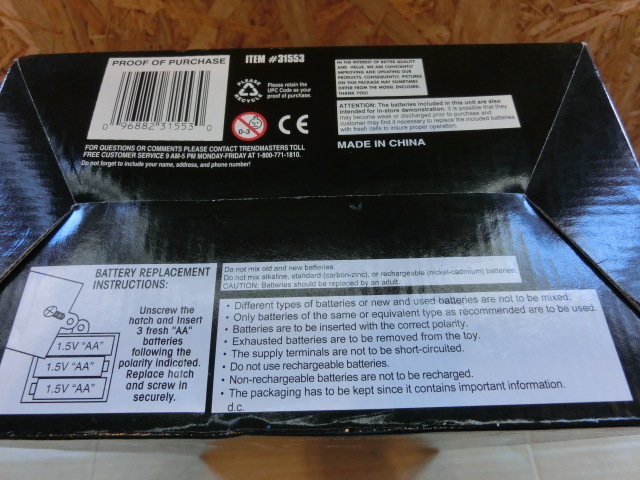 PROOF OF PURCHASE
0 96882 31553 0
ITEM #31553
PLEASE RECYCLE
Please retain the
UPC Code as your
proof of purchase.
0-3
CE
IN THE INTEREST OF BETTER QUALITY
AND VALUE, WE ARE CONSTANTLY
IMPROVING AND UPDATING OUR
PRODUCTS. CONSEQUENTLY, PICTURES
ON THIS PACKAGE MAY SOMETIMES
DIFFER FROM THE MODEL ENCLOSED.
THANK YOU!
ATTENTION: The batteries included in this unit are also
intended for in-store demonstration. It is possible that they
may become weak or discharged prior to purchase and
customer may find it necessary to replace the included batteries
with fresh cells to insure proper operation.
MADE IN CHINA
FOR QUESTIONS OR COMMENTS PLEASE CONTACT TRENDMASTERS TOLL
FREE CUSTOMER SERVICE 9 AM-5 PM MONDAY-FRIDAY AT 1-800-771-1810.
Do not forget to include your name, address, and phone number!
BATTERY REPLACEMENT
INSTRUCTIONS:
Unscrew the
hatch and Insert
3 fresh "AA"
batteries
following the
polarity indicated.
Replace hatch
and screw in
securely.
1.5V "AA"
1.5V "AA"
1.5V "AA"
Do not mix old and new batteries.
Do not mix alkaline, standard (carbon-zinc), or rechargeable (nickel-cadmium) batteries.
CAUTION: Batteries should be replaced by an adult.
• Different types of batteries or new and used batteries are not to be mixed.
• Only batteries of the same or equivalent type as recommended are to be used.
• Batteries are to be inserted with the correct polarity.
• Exhausted batteries are to be removed from the toy.
• The supply terminals are not to be short-circuited.
• Do not use rechargeable batteries.
• Non-rechargeable batteries are not to be recharged.
• The packaging has to be kept since it contains important information.
d.c.